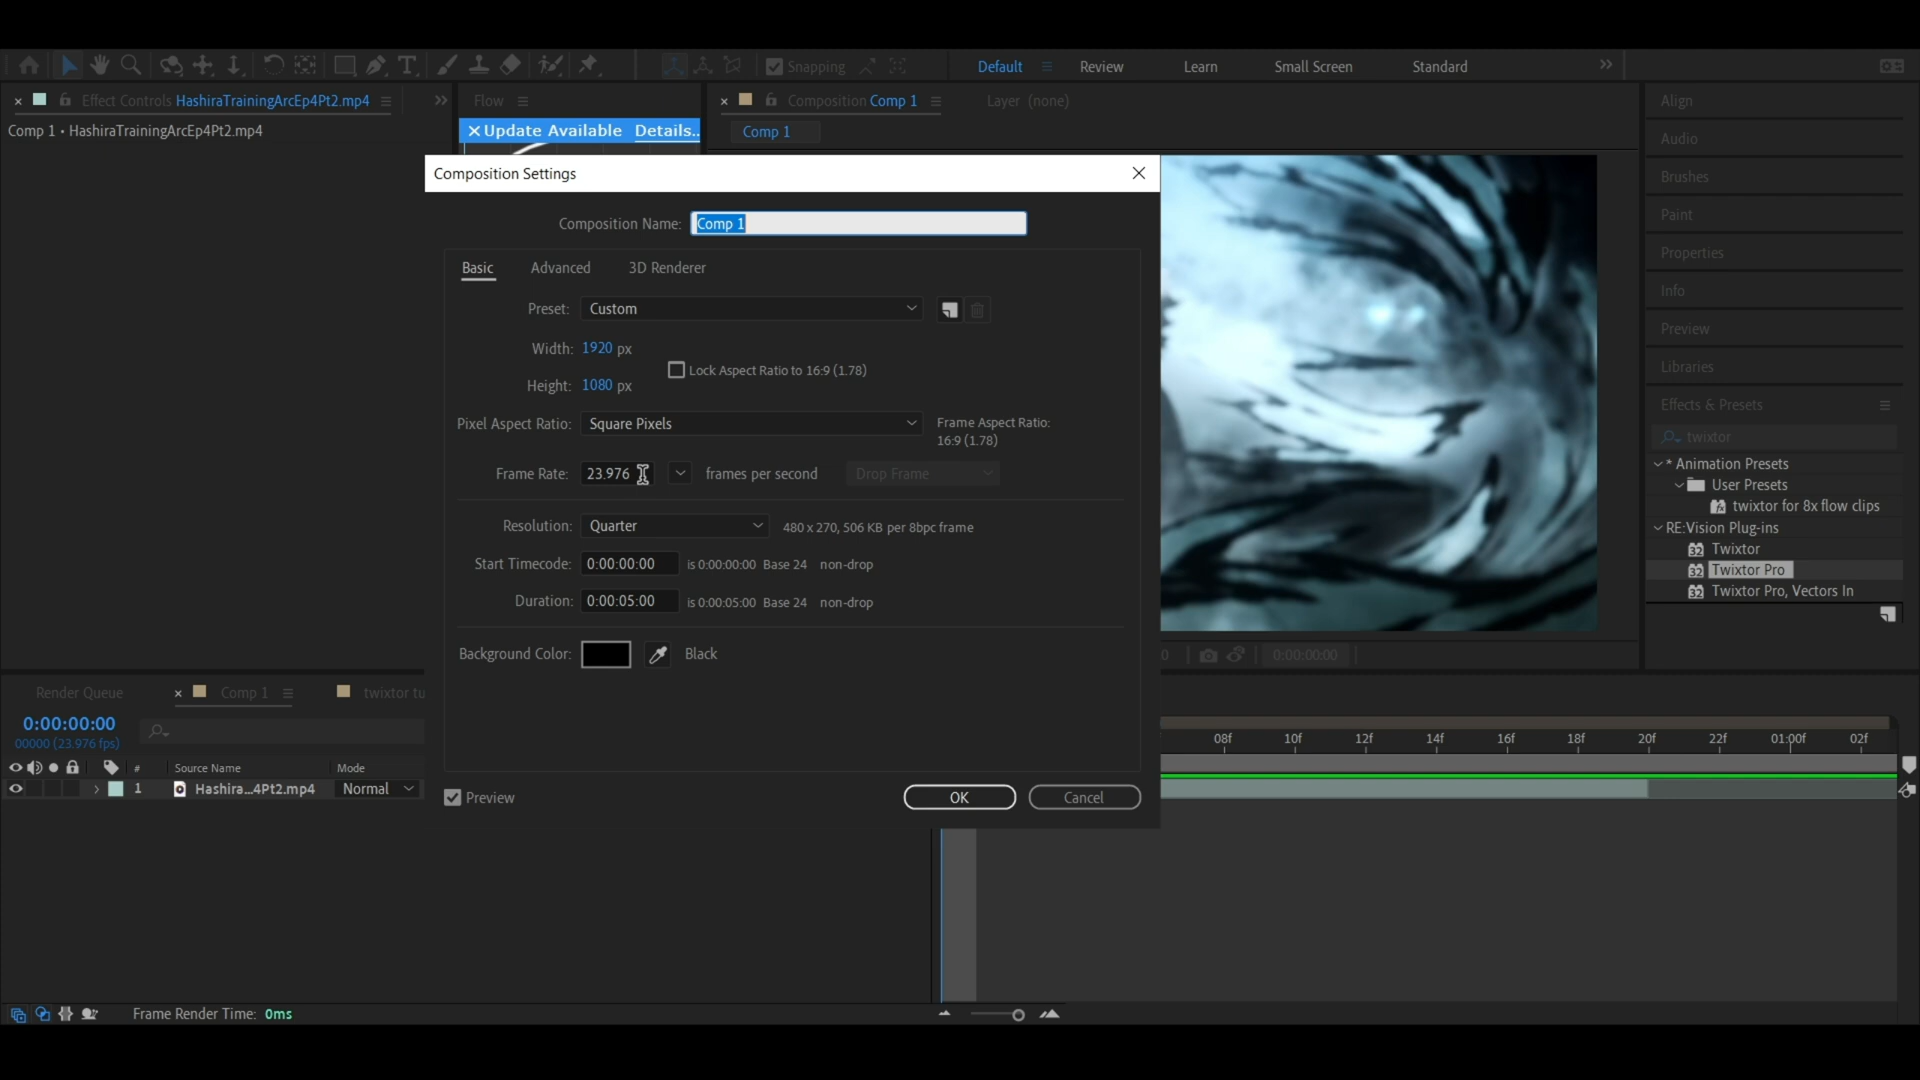 Snapping
Default
Review
Learn
Small Screen
Standard
Effect Controls HashiraTrainingArcEp4Pt2.mp4
Flow
Composition Comp 1
Layer (none)
Align
Comp 1 • HashiraTrainingArcEp4Pt2.mp4
Update Available Details..
Comp 1
Audio
Brushes
Paint
Properties
Info
Preview
Libraries
Effects & Presets
twixtor
* Animation Presets
User Presets
twixtor for 8x flow clips
RE:Vision Plug-ins
32 Twixtor
32 Twixtor Pro
32 Twixtor Pro, Vectors In
Composition Settings
Composition Name: Comp 1
Basic
Advanced
3D Renderer
Preset: Custom
Width: 1920 px
Lock Aspect Ratio to 16:9 (1.78)
Height: 1080 px
Pixel Aspect Ratio: Square Pixels
Frame Aspect Ratio:
16:9 (1.78)
Frame Rate: 23.976 frames per second Drop Frame
Resolution: Quarter 480 x 270, 506 KB per 8bpc frame
Start Timecode: 0:00:00:00 is 0:00:00:00 Base 24 non-drop
Duration: 0:00:05:00 is 0:00:05:00 Base 24 non-drop
Background Color: Black
Preview
OK
Cancel
0:00:00:00
Render Queue
Comp 1
twixtor tu
0:00:00:00
00000 (23.976 fps)
# Source Name Mode
1 Hashira...4Pt2.mp4 Normal
08f 10f 12f 14f 16f 18f 20f 22f 01:00f 02f
Frame Render Time: 0ms